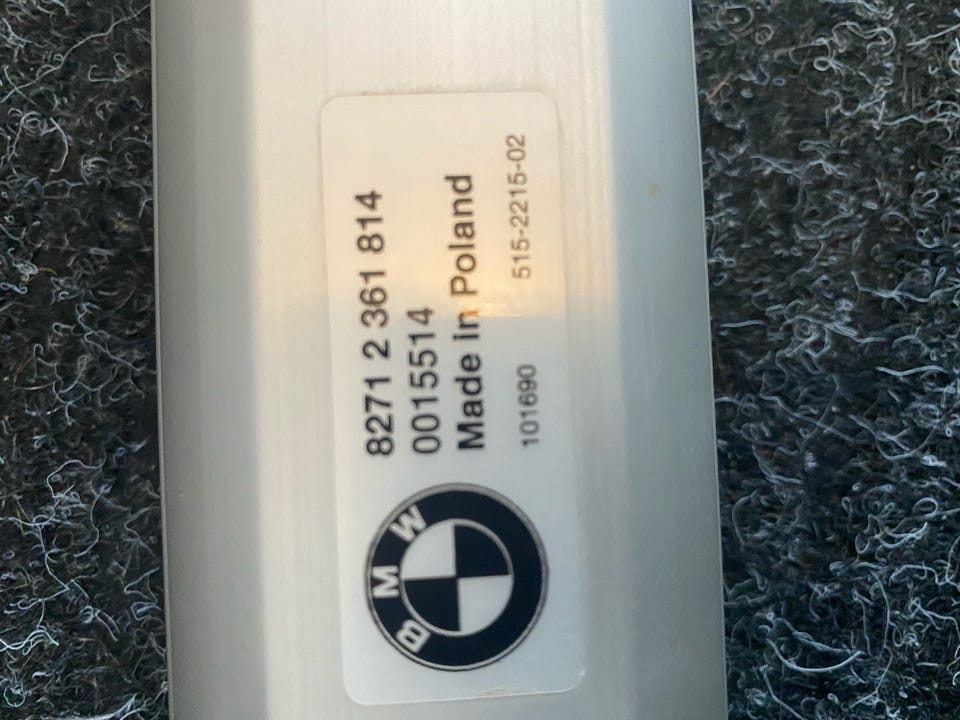 8271 2 361 814
0015514
Made in Poland
101690 515-2215-02
BMW